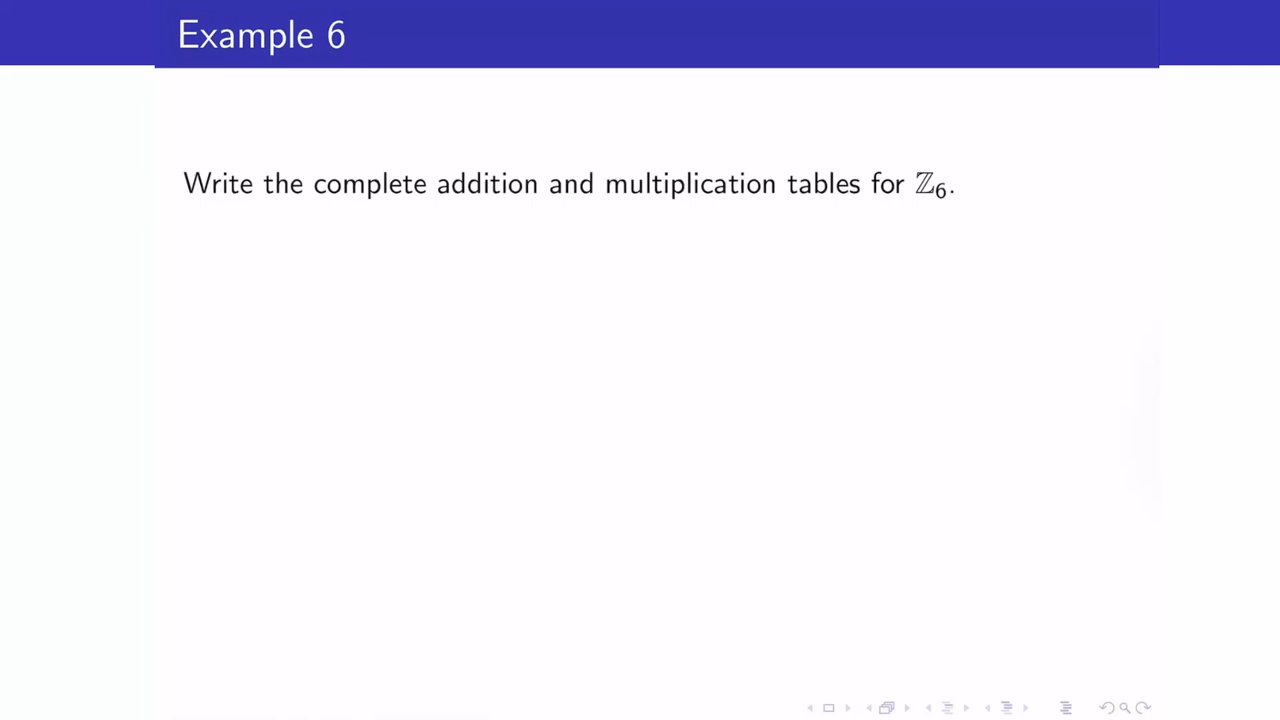 Example 6
Write the complete addition and multiplication tables for ℤ₆.